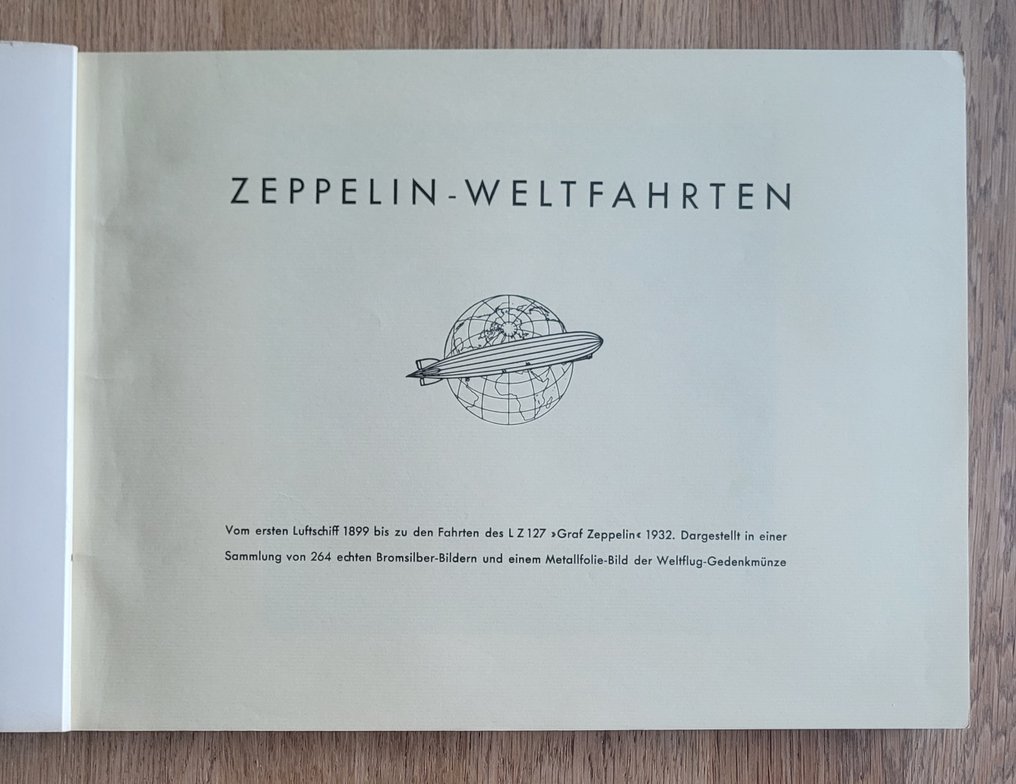 ZEPPELIN-WELTFAHRTEN
Vom ersten Luftschiff 1899 bis zu den Fahrten des LZ 127 »Graf Zeppelin« 1932. Dargestellt in einer
Sammlung von 264 echten Bromsilber-Bildern und einem Metallfolie-Bild der Weltflug-Gedenkmünze